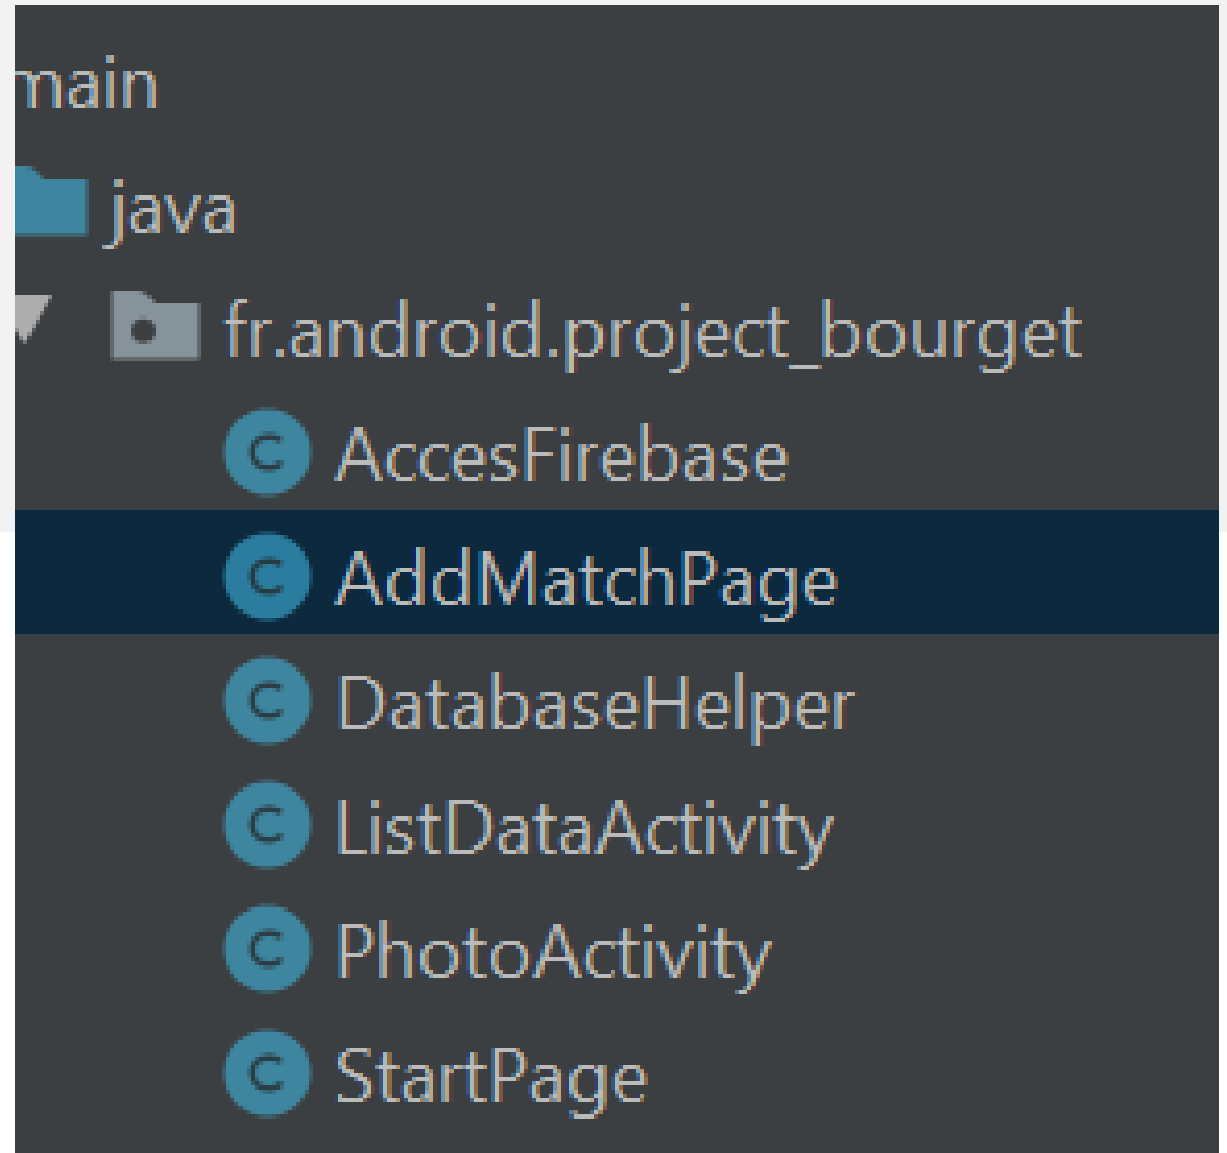 main
java
fr.android.project_bourget
C AccesFirebase
C AddMatchPage
C DatabaseHelper
C ListDataActivity
C PhotoActivity
C StartPage